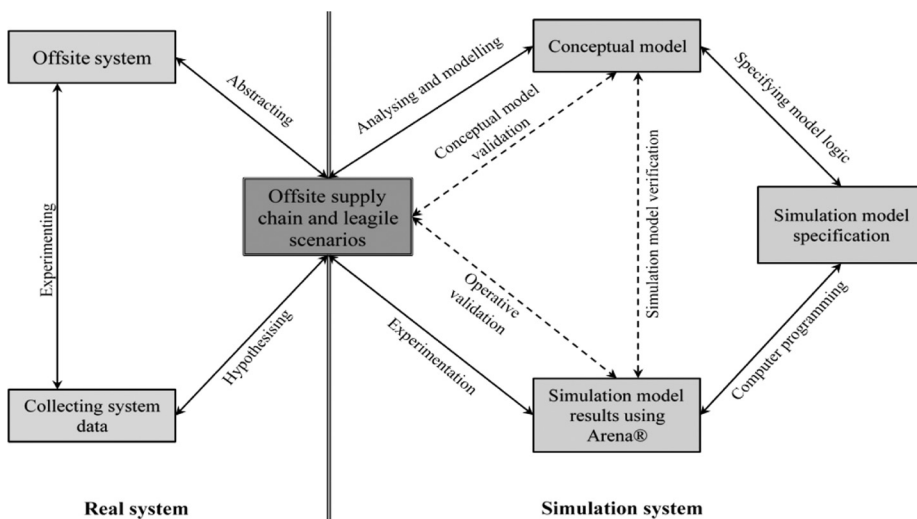 Offsite system
Abstracting
Experimenting
Collecting system
data
Hypothesising
Offsite supply
chain and leagile
scenarios
Analysing and modelling
Conceptual model
Conceptual model
validation
Specifying model logic
Simulation model verification
Simulation model
specification
Operative
validation
Experimentation
Computer programming
Simulation model
results using
Arena®
Real system
Simulation system